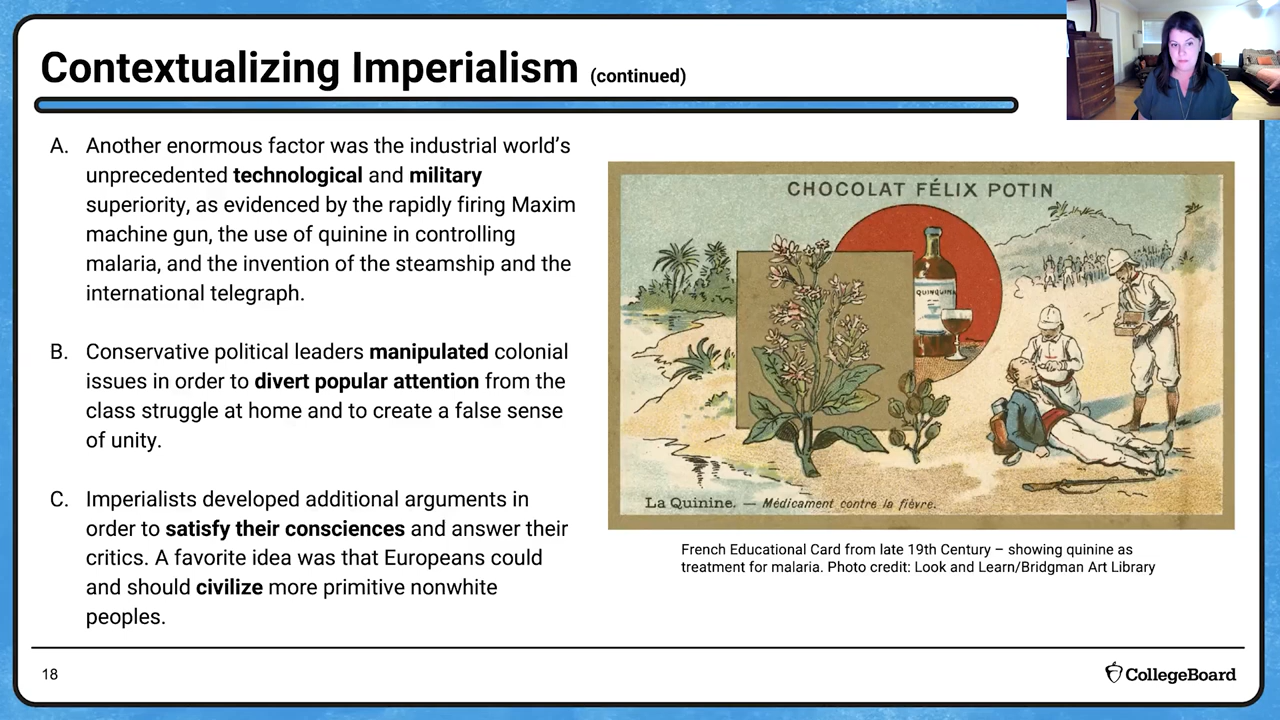 Contextualizing Imperialism (continued)
A. Another enormous factor was the industrial world's
unprecedented technological and military
superiority, as evidenced by the rapidly firing Maxim
machine gun, the use of quinine in controlling
malaria, and the invention of the steamship and the
international telegraph.
B. Conservative political leaders manipulated colonial
issues in order to divert popular attention from the
class struggle at home and to create a false sense
of unity.
C. Imperialists developed additional arguments in
order to satisfy their consciences and answer their
critics. A favorite idea was that Europeans could
and should civilize more primitive nonwhite
peoples.
CHOCOLAT FÉLIX POTIN
QUINQUINA
La Quinine. — Médicament contre la fièvre.
French Educational Card from late 19th Century – showing quinine as
treatment for malaria. Photo credit: Look and Learn/Bridgman Art Library
18
CollegeBoard